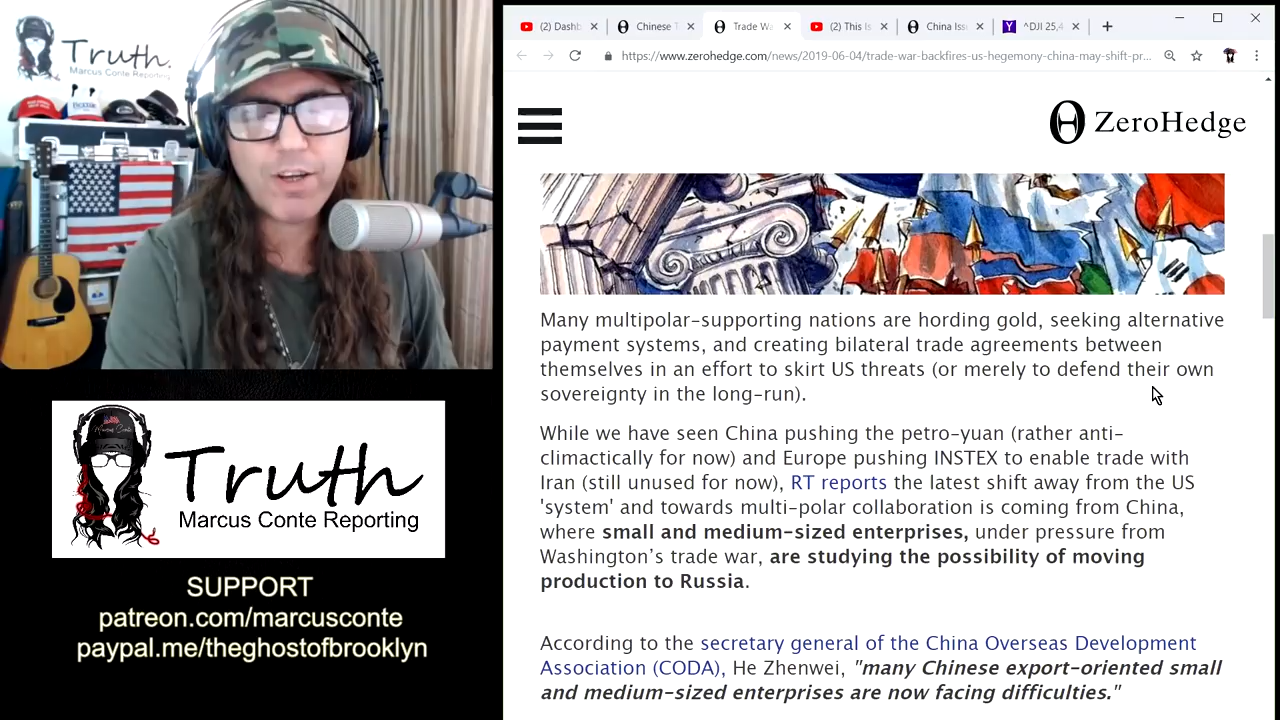 Truth.
Marcus Conte Reporting
Truth
Marcus Conte Reporting
SUPPORT
patreon.com/marcusconte
paypal.me/theghostofbrooklyn
(2) Dashb
Chinese T
Trade Wa
(2) This Is
China Iss
^DJI 25,4
https://www.zerohedge.com/news/2019-06-04/trade-war-backfires-us-hegemony-china-may-shift-pr...
ZeroHedge
Many multipolar-supporting nations are hording gold, seeking alternative
payment systems, and creating bilateral trade agreements between
themselves in an effort to skirt US threats (or merely to defend their own
sovereignty in the long-run).
While we have seen China pushing the petro-yuan (rather anti-
climactically for now) and Europe pushing INSTEX to enable trade with
Iran (still unused for now), RT reports the latest shift away from the US
'system' and towards multi-polar collaboration is coming from China,
where small and medium-sized enterprises, under pressure from
Washington’s trade war, are studying the possibility of moving
production to Russia.
According to the secretary general of the China Overseas Development
Association (CODA), He Zhenwei, "many Chinese export-oriented small
and medium-sized enterprises are now facing difficulties."